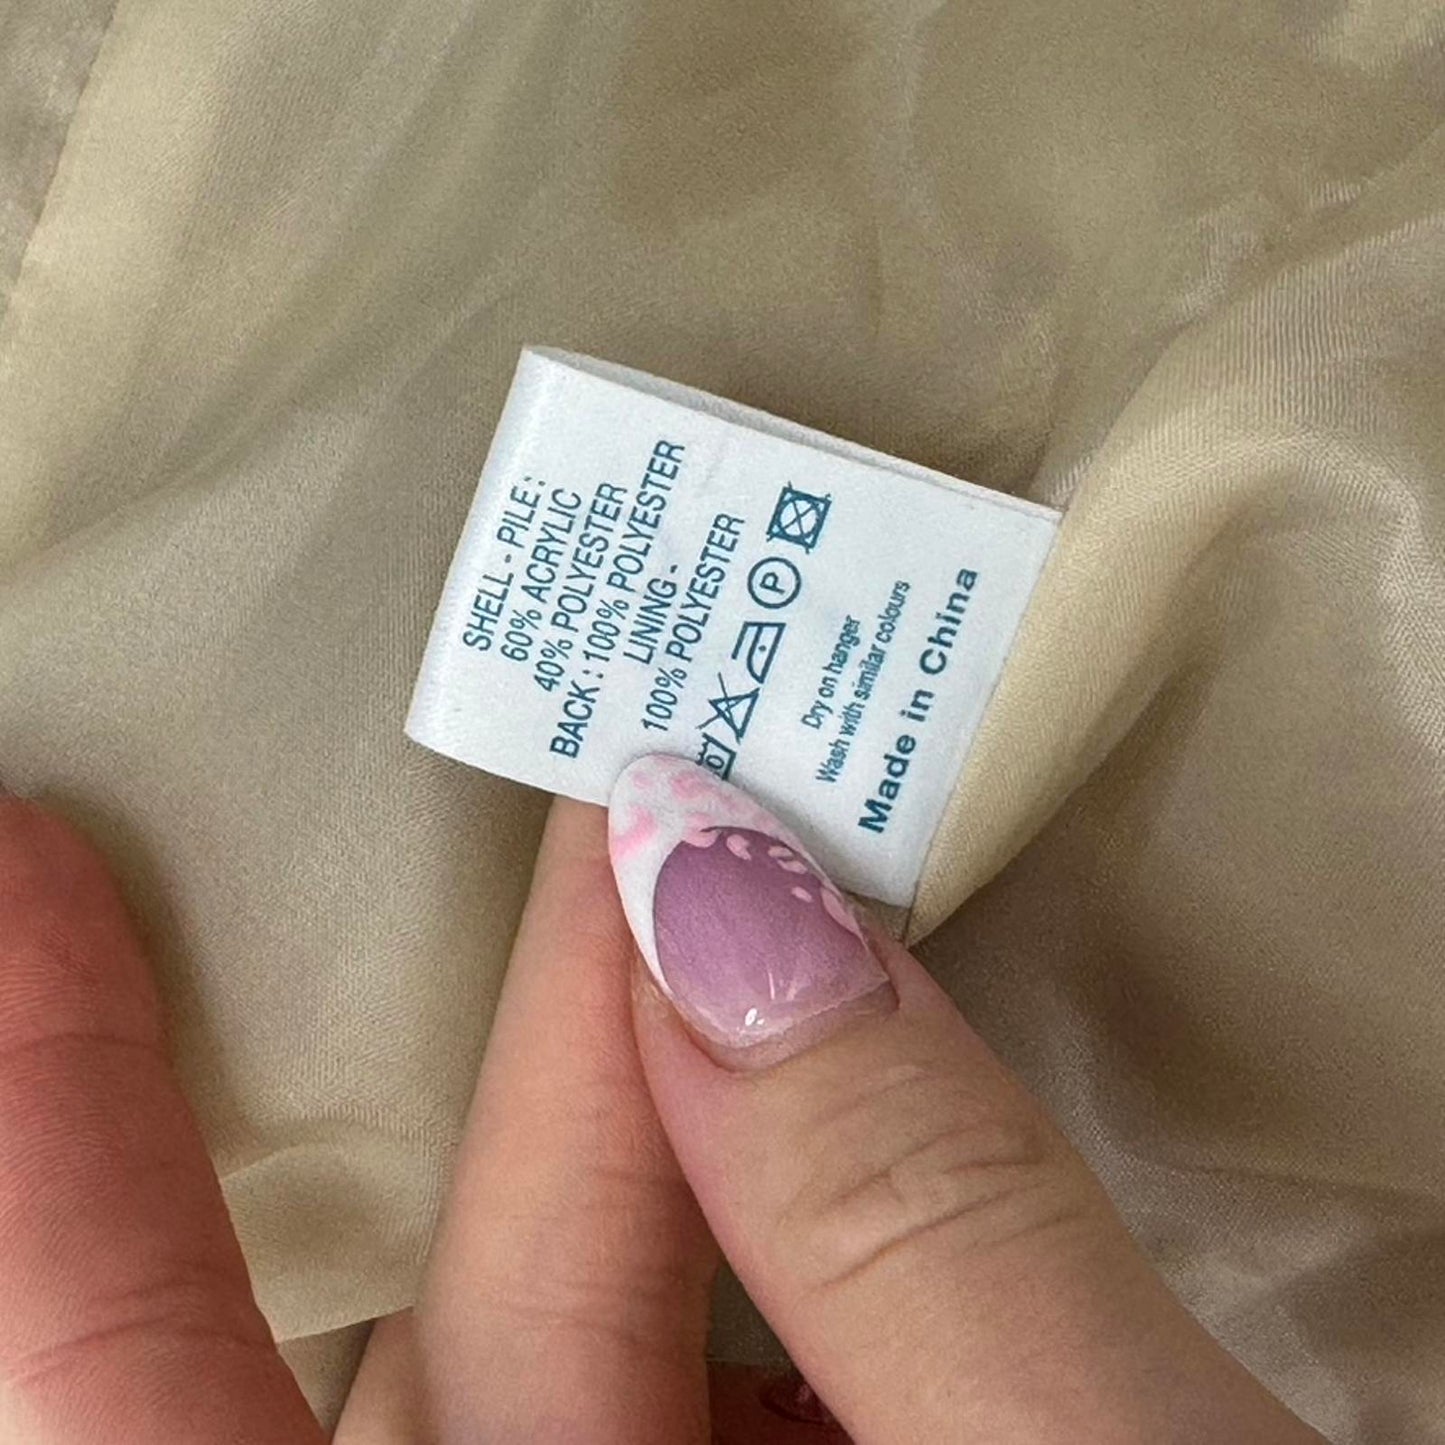 SHELL - PILE:
60% ACRYLIC
40% POLYESTER
BACK : 100% POLYESTER
LINING -
100% POLYESTER
P
Dry on hanger
Wash with similar colours
Made in China